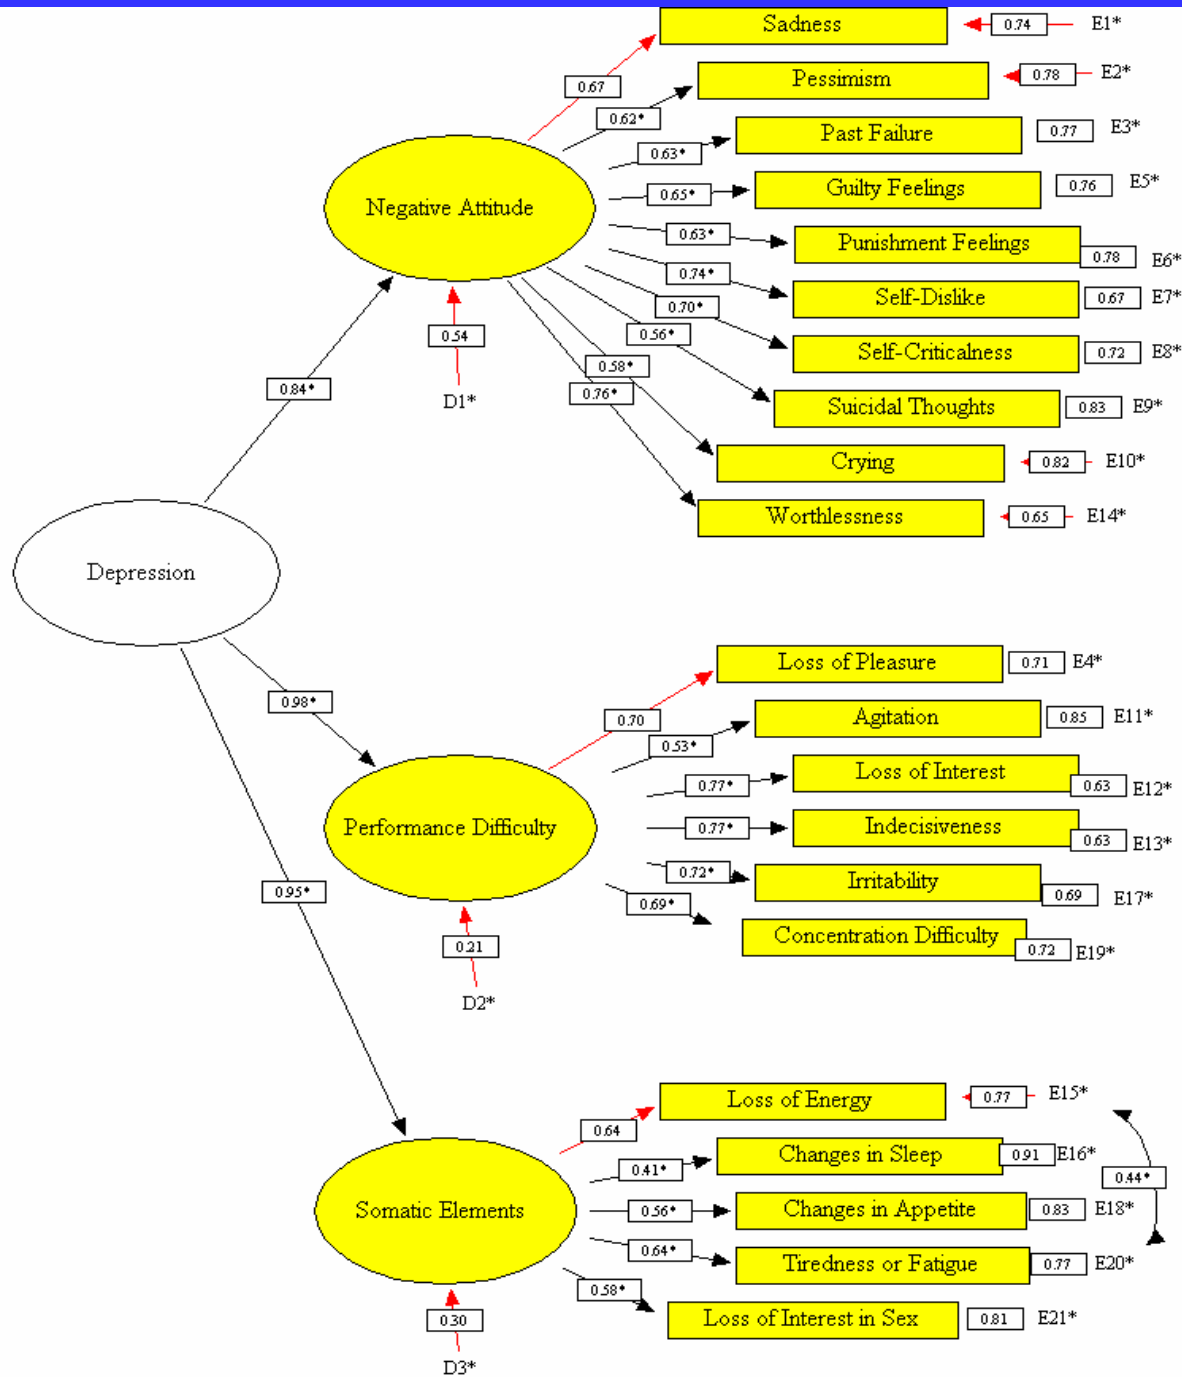 Sadness
0.74
E1*
0.67
Pessimism
0.78
E2*
0.62*
Past Failure
0.77
E3*
0.63*
Guilty Feelings
0.76
E5*
0.65*
Negative Attitude
Punishment Feelings
0.78
E6*
0.63*
Self-Dislike
0.67
E7*
0.74*
Self-Criticalness
0.72
E8*
0.70*
0.56*
Suicidal Thoughts
0.83
E9*
0.58*
0.76*
Crying
0.82
E10*
Worthlessness
0.65
E14*
0.54
D1*
0.84*
Depression
0.98*
0.95*
Loss of Pleasure
0.71
E4*
0.70
Agitation
0.85
E11*
0.53*
Loss of Interest
0.63
E12*
0.77*
Performance Difficulty
0.77*
Indecisiveness
0.63
E13*
0.72*
Irritability
0.69
E17*
0.69*
Concentration Difficulty
0.72
E19*
0.21
D2*
Loss of Energy
0.77
E15*
0.64
Changes in Sleep
0.91
E16*
0.41*
0.44*
Somatic Elements
0.56*
Changes in Appetite
0.83
E18*
0.64*
Tiredness or Fatigue
0.77
E20*
0.58*
Loss of Interest in Sex
0.81
E21*
0.30
D3*